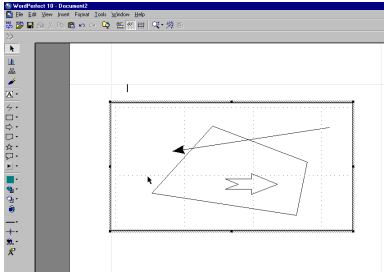 WordPerfect 10 - Document2
File Edit View Insert Format Tools Window Help